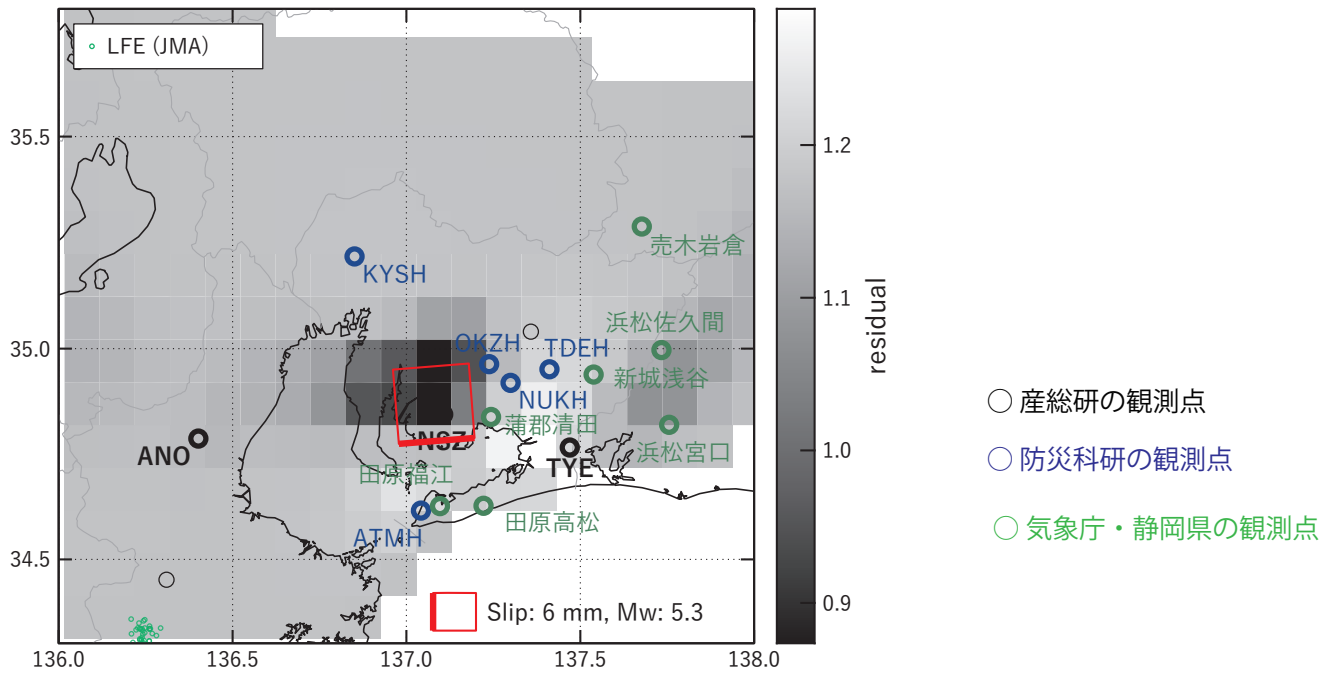 LFE (JMA)
35.5
35.0
34.5
136.0
136.5
137.0
137.5
138.0
売木岩倉
KYSH
浜松佐久間
OKZH
TDEH
新城浅谷
NUKH
蒲郡清田
NSZ
浜松宮口
ANO
TYE
田原福江
田原高松
ATMH
Slip: 6 mm, Mw: 5.3
1.2
1.1
1.0
0.9
residual
産総研の観測点
防災科研の観測点
気象庁・静岡県の観測点